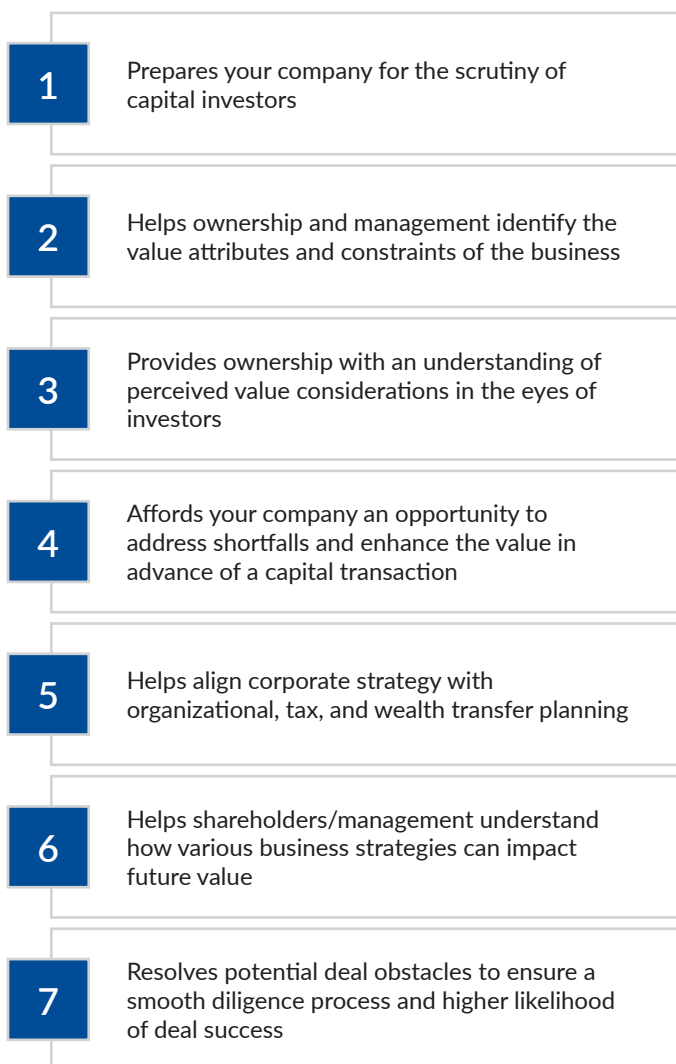 1
Prepares your company for the scrutiny of
capital investors
2
Helps ownership and management identify the
value attributes and constraints of the business
3
Provides ownership with an understanding of
perceived value considerations in the eyes of
investors
4
Affords your company an opportunity to
address shortfalls and enhance the value in
advance of a capital transaction
5
Helps align corporate strategy with
organizational, tax, and wealth transfer planning
6
Helps shareholders/management understand
how various business strategies can impact
future value
7
Resolves potential deal obstacles to ensure a
smooth diligence process and higher likelihood
of deal success